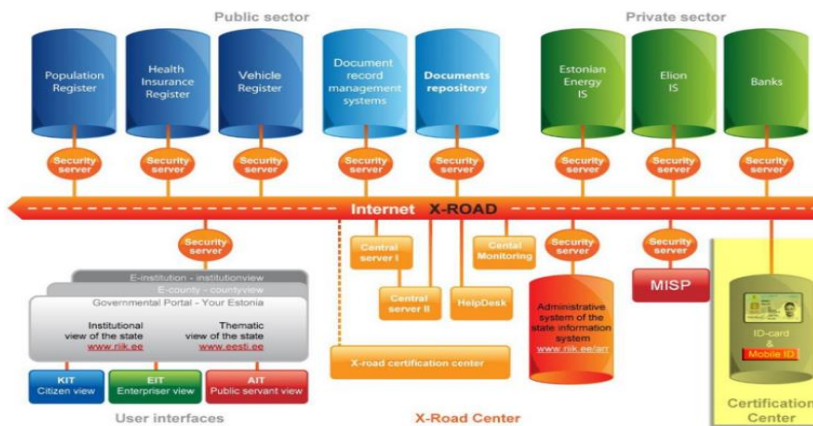 Public sector
Private sector
Population
Register
Health
Insurance
Register
Vehicle
Register
Document
record
management
systems
Documents
repository
Estonian
Energy
IS
Elion
IS
Banks
Security
server
Security
server
Security
server
Security
server
Security
server
Security
server
Security
server
Security
server
Internet X-ROAD
Security
server
Central
server I
Cental
Monitoring
Security
server
Security
server
E-institution - institutionview
E-county - countyview
Governmental Portal - Your Estonia
Institutional
view of the state
www.riik.ee
Thematic
view of the state
www.eesti.ee
Central
server II
HelpDesk
Administrative
system of the
state information
system
www.riik.ee/arr
MISP
ID-card
&
Mobile ID
X-road certification center
KIT
Citizen view
EIT
Enterpriser view
AIT
Public servant view
Certification
Center
User interfaces
X-Road Center